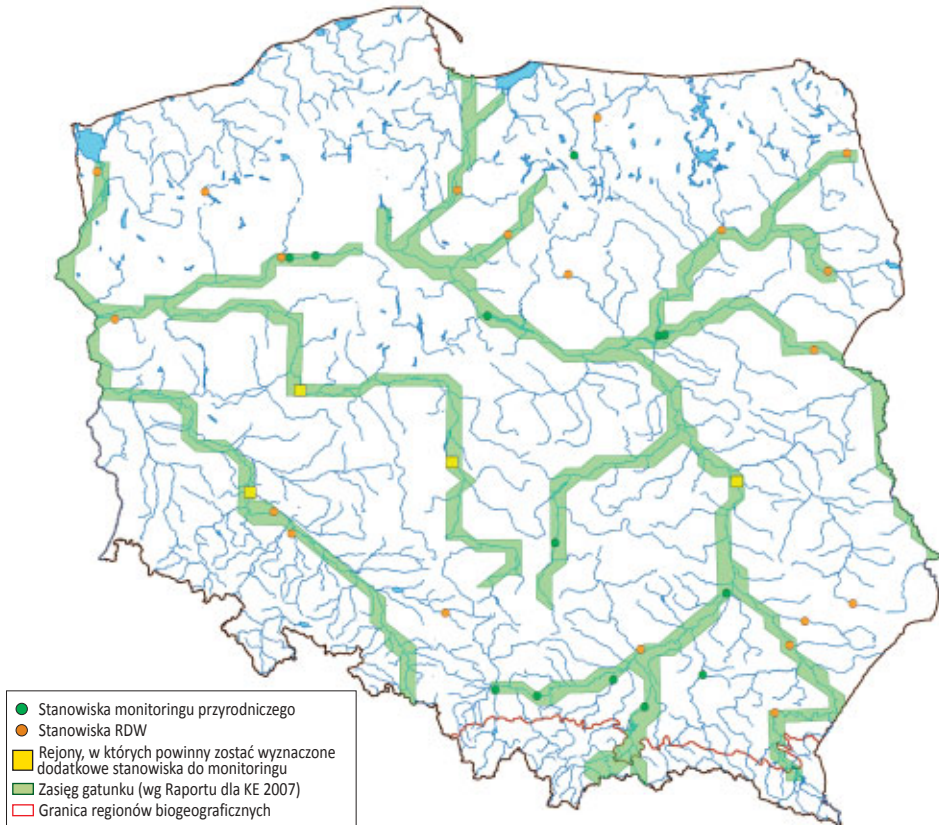 Stanowiska monitoringu przyrodniczego
Stanowiska RDW
Rejony, w których powinny zostać wyznaczone
dodatkowe stanowiska do monitoringu
Zasięg gatunku (wg Raportu dla KE 2007)
Granica regionów biogeograficznych